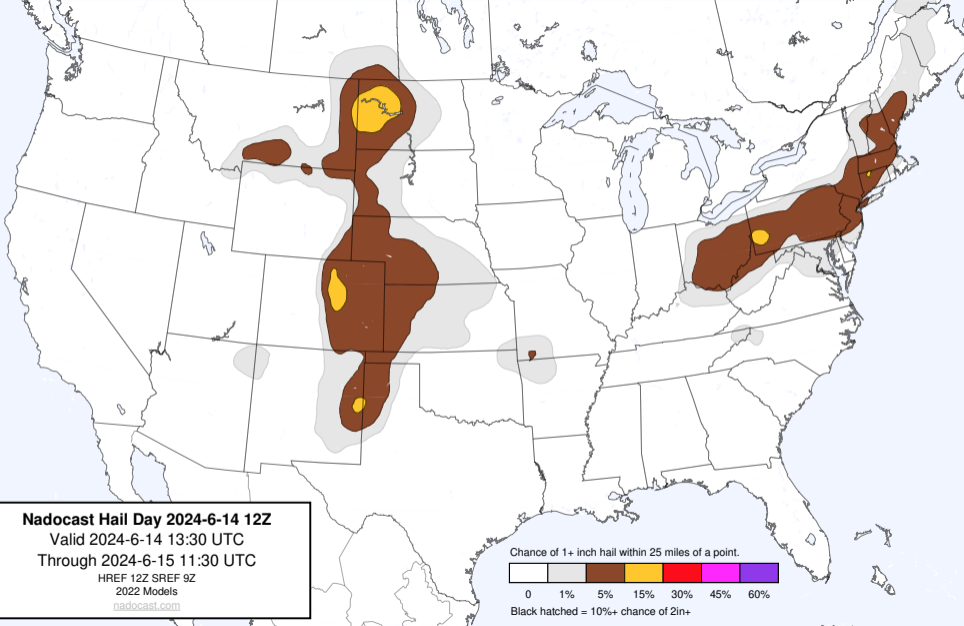 Nadocast Hail Day 2024-6-14 12Z
Valid 2024-6-14 13:30 UTC
Through 2024-6-15 11:30 UTC
HREF 12Z SREF 9Z
2022 Models
nadocast.com
Chance of 1+ inch hail within 25 miles of a point.
0 1% 5% 15% 30% 45% 60%
Black hatched = 10%+ chance of 2in+